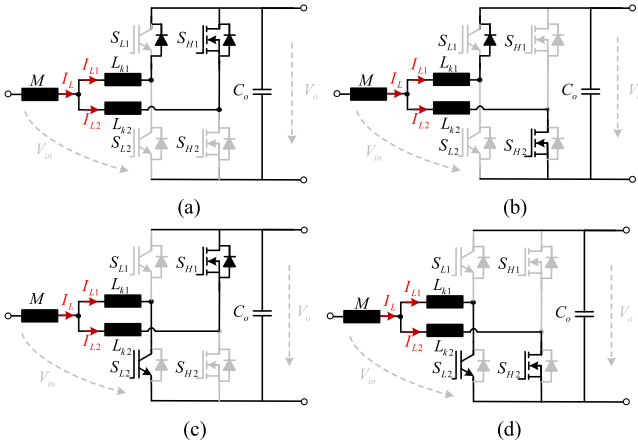 S_L1 S_H1
M I_L I_L1 L_k1 C_o V_o
I_L2 L_k2
V_in S_L2 S_H2
(a)
S_L1 S_H1
M I_L I_L1 L_k1 C_o
I_L2 L_k2
V_in S_L2 S_H2
(b)
S_L1 S_H1
M I_L I_L1 L_k1 C_o V_o
I_L2 L_k2
V_in S_L2 S_H2
(c)
S_L1 S_H1
M I_L I_L1 L_k1 C_o V_o
I_L2 L_k2
V_in S_L2 S_H2
(d)